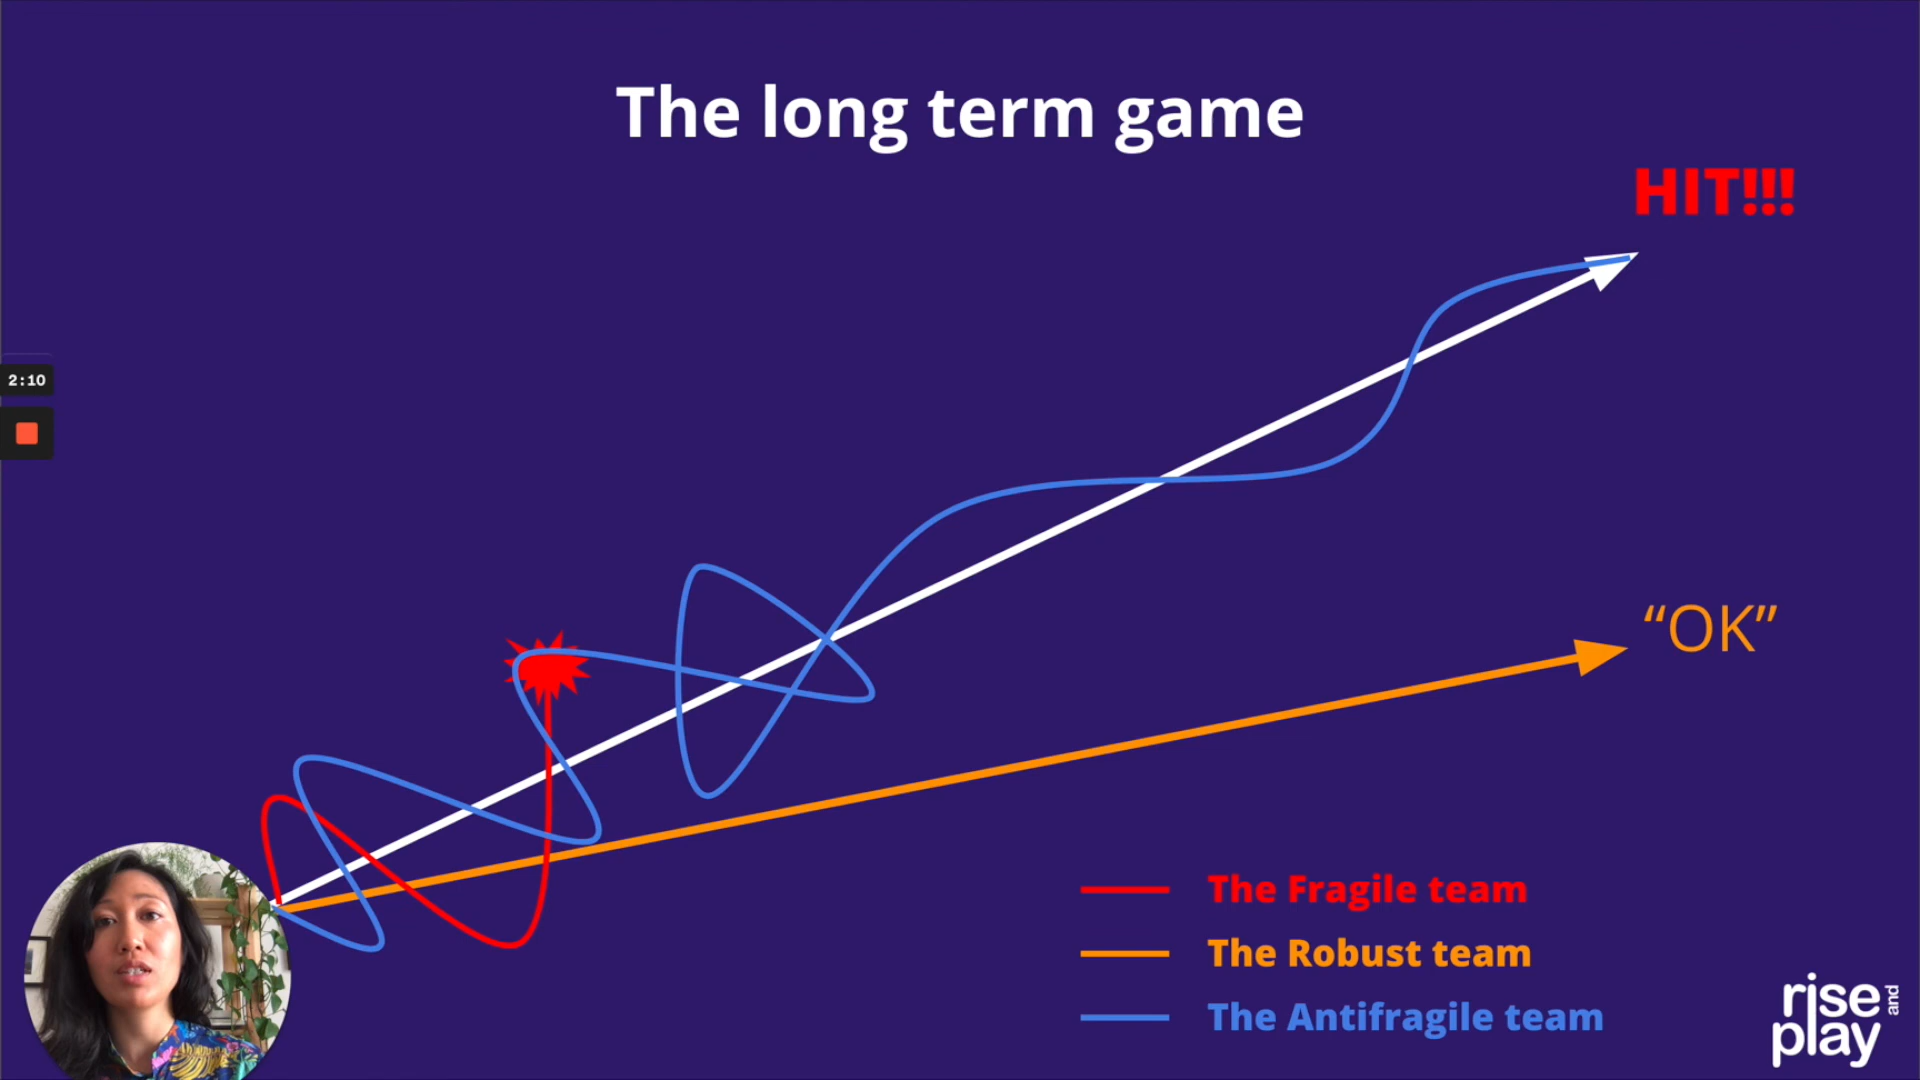 The long term game
HIT!!!
2:10
“OK”
The Fragile team
The Robust team
The Antifragile team
rise and
play